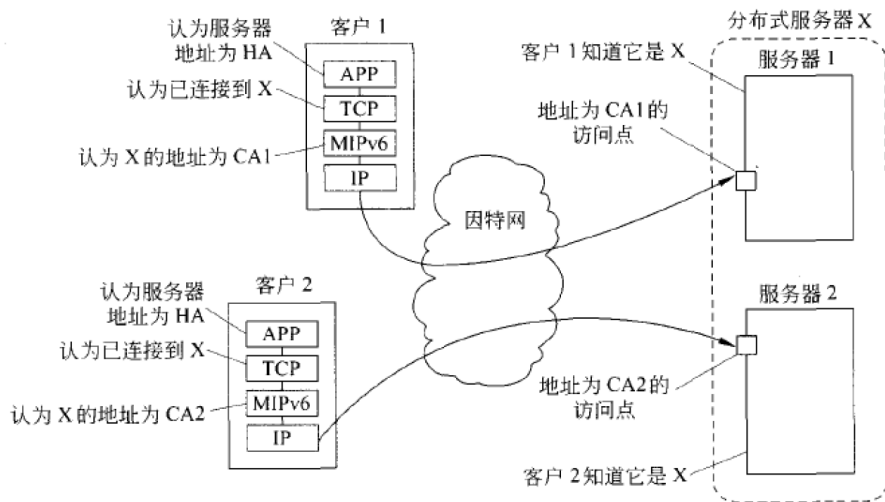 认为服务器
地址为 HA
认为已连接到 X
认为 X 的地址为 CA1
客户 1
APP
TCP
MIPv6
IP
因特网
分布式服务器 X
客户 1 知道它是 X
服务器 1
地址为 CA1 的
访问点
认为服务器
地址为 HA
认为已连接到 X
认为 X 的地址为 CA2
客户 2
APP
TCP
MIPv6
IP
服务器 2
地址为 CA2 的
访问点
客户 2 知道它是 X